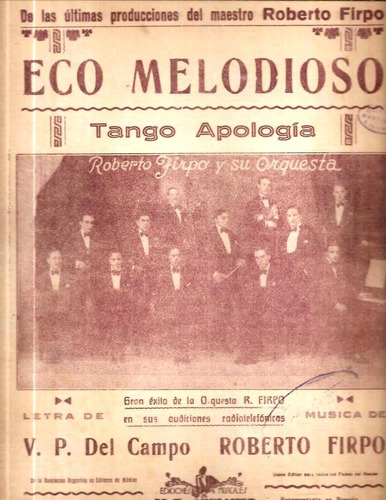 De las últimas producciones del maestro Roberto Firpo
ECO MELODIOSO
Tango Apología
Roberto Firpo y su Orquesta
Gran éxito de la Orquesta R. FIRPO
en sus audiciones radiotelefónicas
LETRA DE
MUSICA DE
V. P. Del Campo
ROBERTO FIRPO
EDICIONES MUSICALES